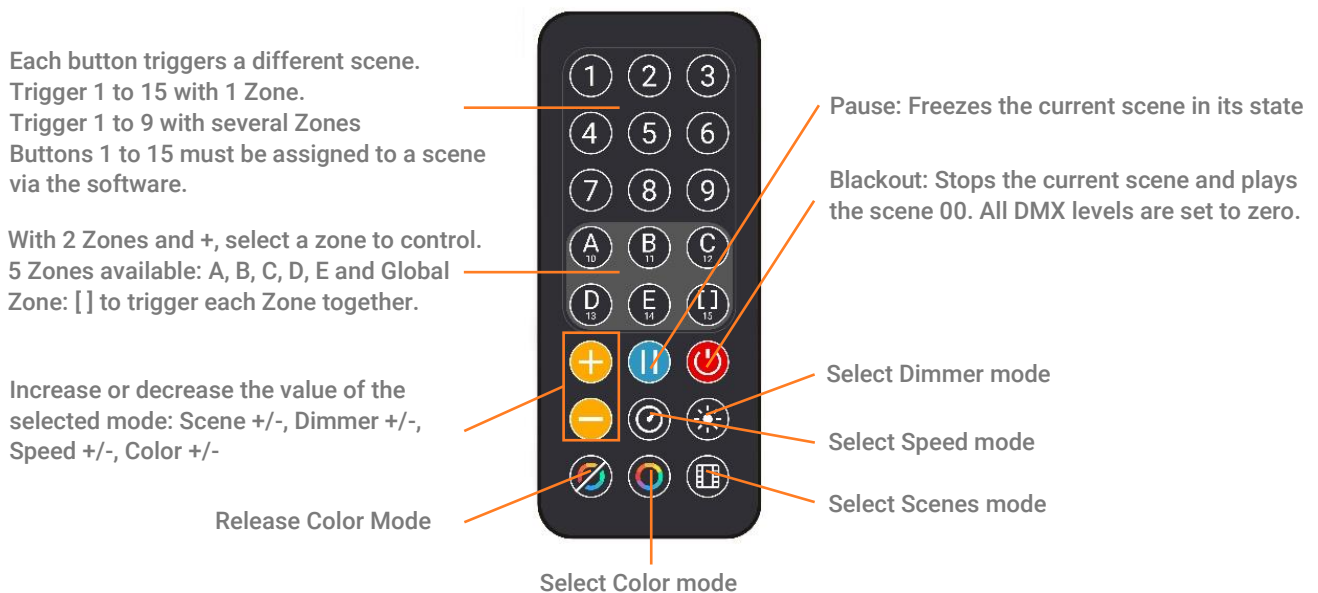 Each button triggers a different scene.
Trigger 1 to 15 with 1 Zone.
Trigger 1 to 9 with several Zones
Buttons 1 to 15 must be assigned to a scene
via the software.
With 2 Zones and +, select a zone to control.
5 Zones available: A, B, C, D, E and Global
Zone: [ ] to trigger each Zone together.
Increase or decrease the value of the
selected mode: Scene +/-, Dimmer +/-,
Speed +/-, Color +/-
Release Color Mode
1 2 3
4 5 6
7 8 9
A B C
10 11 12
D E [ ]
13 14 15
Select Color mode
Pause: Freezes the current scene in its state
Blackout: Stops the current scene and plays
the scene 00. All DMX levels are set to zero.
Select Dimmer mode
Select Speed mode
Select Scenes mode